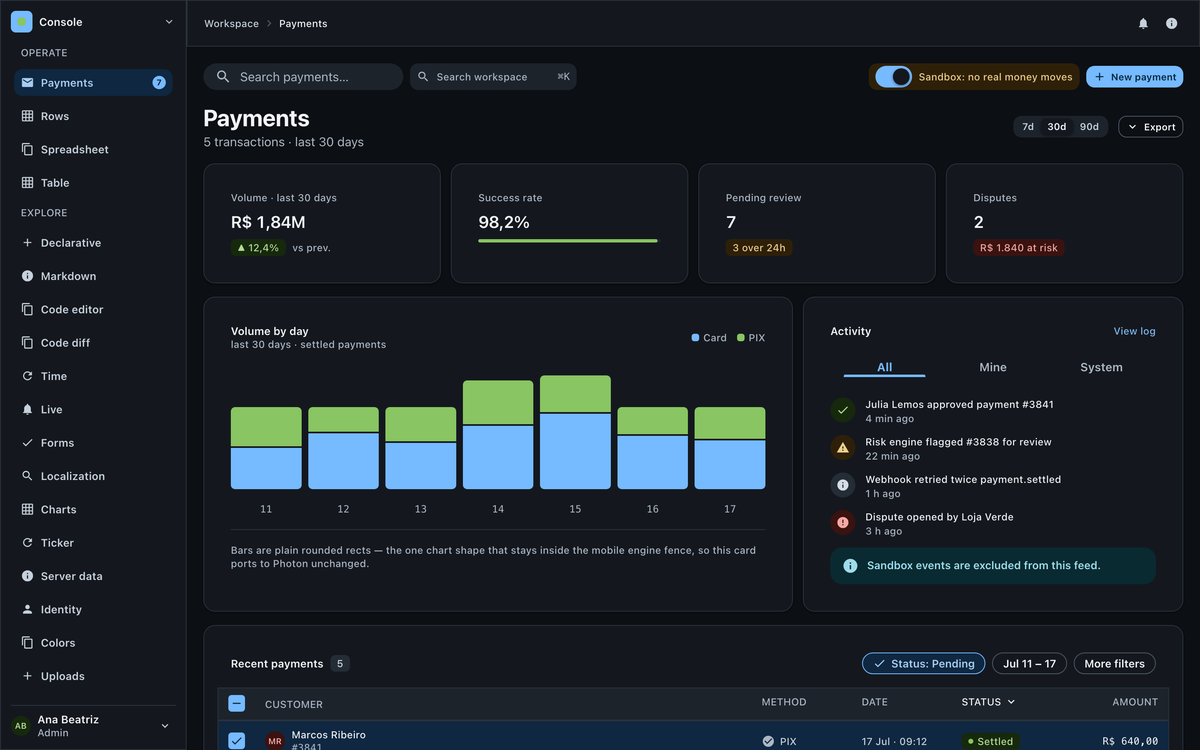 Console
OPERATE
Payments
7
Rows
Spreadsheet
Table
EXPLORE
Declarative
Markdown
Code editor
Code diff
Time
Live
Forms
Localization
Charts
Ticker
Server data
Identity
Colors
Uploads
AB
Ana Beatriz
Admin
Workspace
Payments
Search payments...
Search workspace
⌘K
Sandbox: no real money moves
New payment
Payments
5 transactions · last 30 days
7d
30d
90d
Export
Volume · last 30 days
R$ 1,84M
▲ 12,4%
vs prev.
Success rate
98,2%
Pending review
7
3 over 24h
Disputes
2
R$ 1.840 at risk
Volume by day
last 30 days · settled payments
Card
PIX
11
12
13
14
15
16
17
Bars are plain rounded rects — the one chart shape that stays inside the mobile engine fence, so this card
ports to Photon unchanged.
Activity
View log
All
Mine
System
Julia Lemos approved payment #3841
4 min ago
Risk engine flagged #3838 for review
22 min ago
Webhook retried twice payment.settled
1 h ago
Dispute opened by Loja Verde
3 h ago
Sandbox events are excluded from this feed.
Recent payments
5
Status: Pending
Jul 11 – 17
More filters
CUSTOMER
METHOD
DATE
STATUS
AMOUNT
MR
Marcos Ribeiro
#3841
PIX
17 Jul · 09:12
Settled
R$ 640,00